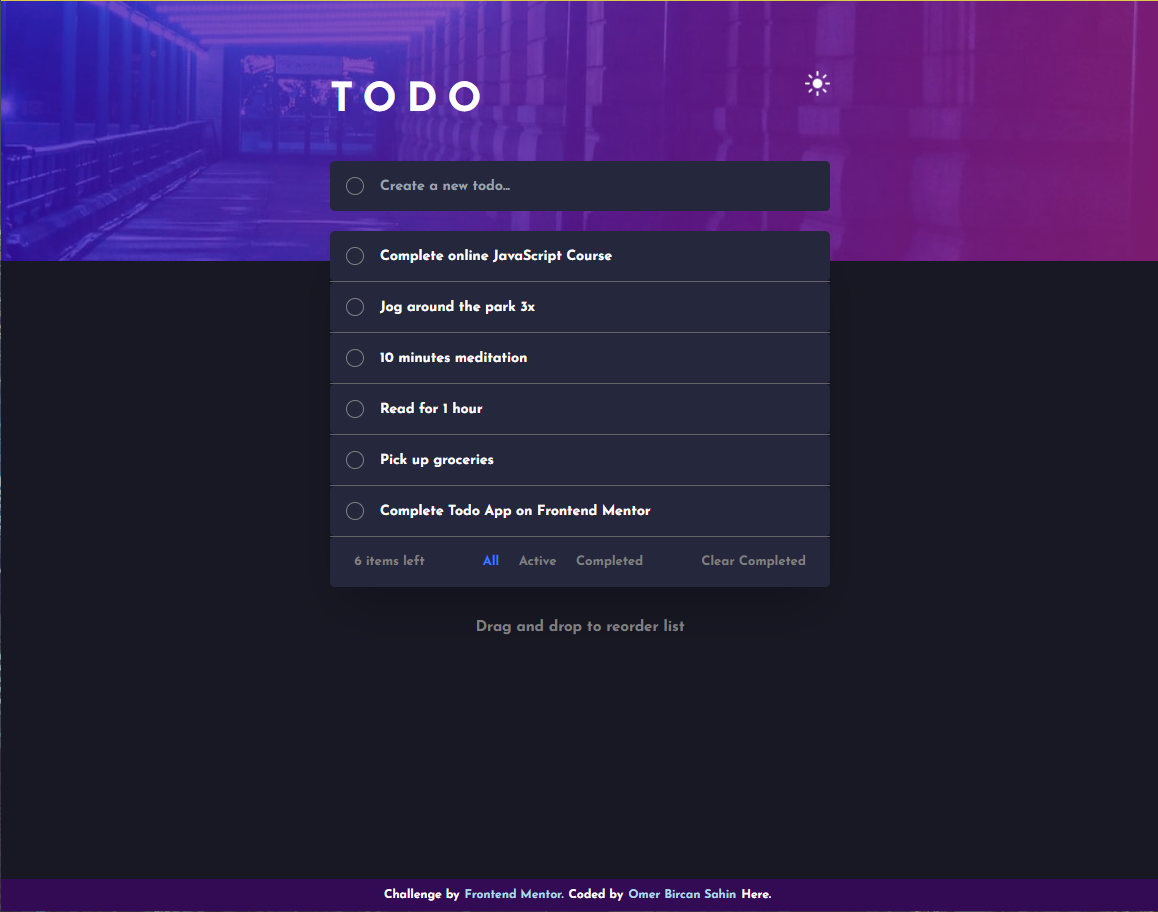 TODO
Create a new todo...
Complete online JavaScript Course
Jog around the park 3x
10 minutes meditation
Read for 1 hour
Pick up groceries
Complete Todo App on Frontend Mentor
6 items left All Active Completed Clear Completed
Drag and drop to reorder list
Challenge by Frontend Mentor. Coded by Omer Bircan Sahin Here.